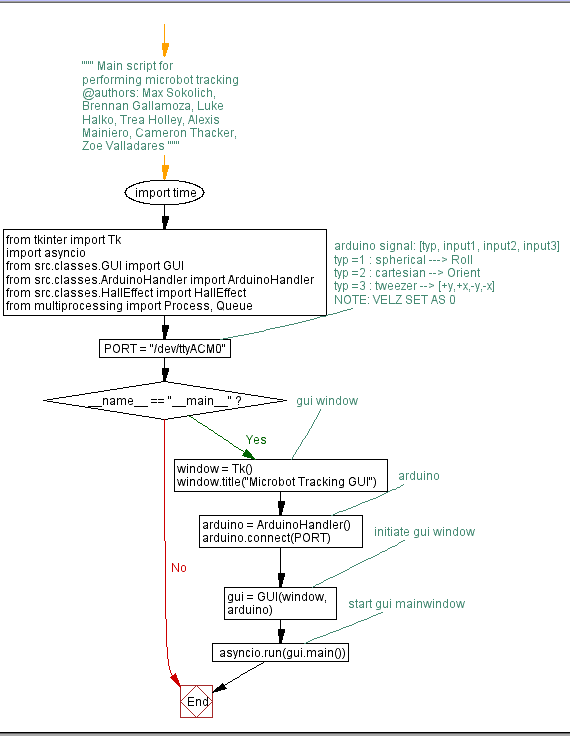 """ Main script for
performing microbot tracking
@authors: Max Sokolich,
Brennan Gallamoza, Luke
Halko, Trea Holley, Alexis
Mainiero, Cameron Thacker,
Zoe Valladares """
import time
from tkinter import Tk
import asyncio
from src.classes.GUI import GUI
from src.classes.ArduinoHandler import ArduinoHandler
from src.classes.HallEffect import HallEffect
from multiprocessing import Process, Queue
arduino signal: [typ, input1, input2, input3]
typ =1 : spherical ---> Roll
typ =2 : cartesian --> Orient
typ =3 : tweezer --> [+y,+x,-y,-x]
NOTE: VELZ SET AS 0
PORT = "/dev/ttyACM0"
__name__ == "__main__" ?
gui window
Yes
window = Tk()
window.title("Microbot Tracking GUI")
arduino
arduino = ArduinoHandler()
arduino.connect(PORT)
initiate gui window
No
gui = GUI(window,
arduino)
start gui mainwindow
asyncio.run(gui.main())
End